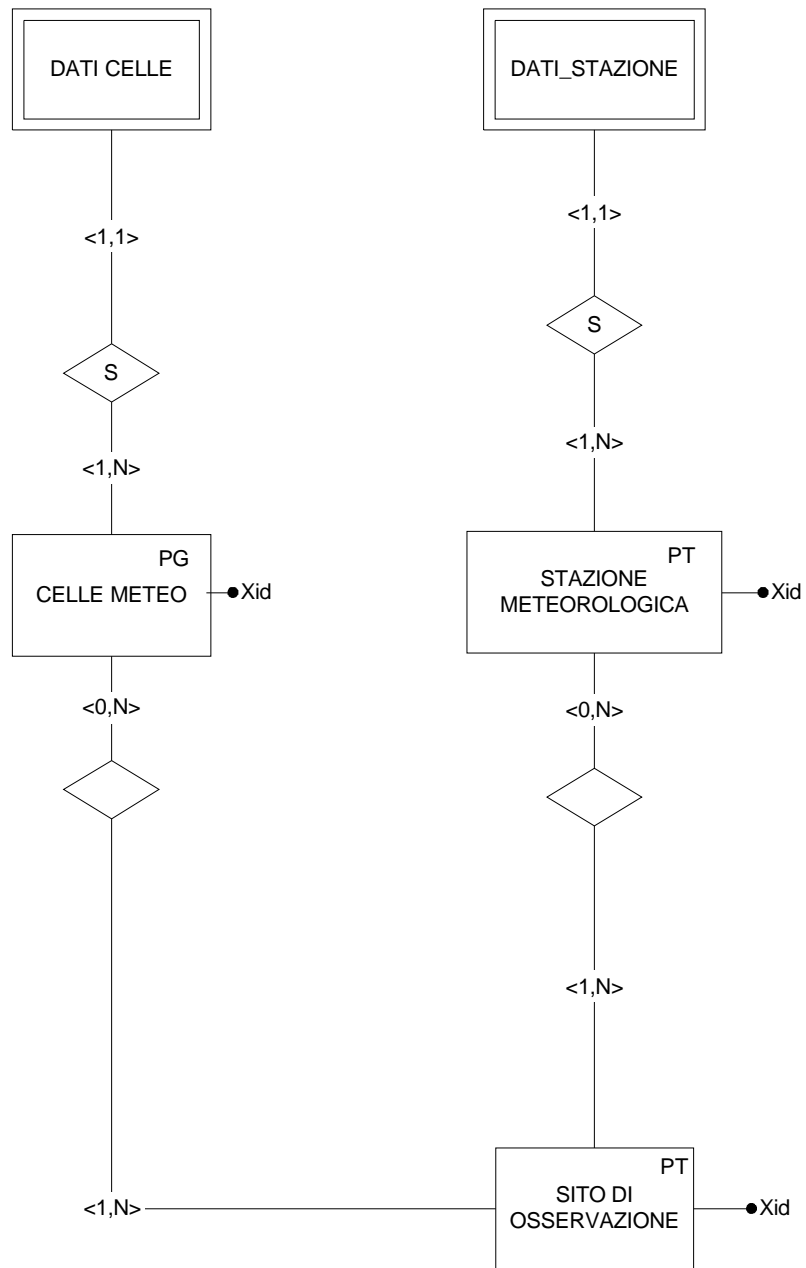 DATI CELLE
DATI_STAZIONE
<1,1>
<1,1>
S
S
<1,N>
<1,N>
PG
CELLE METEO
Xid
PT
STAZIONE
METEOROLOGICA
Xid
<0,N>
<0,N>
<1,N>
<1,N>
PT
SITO DI
OSSERVAZIONE
Xid